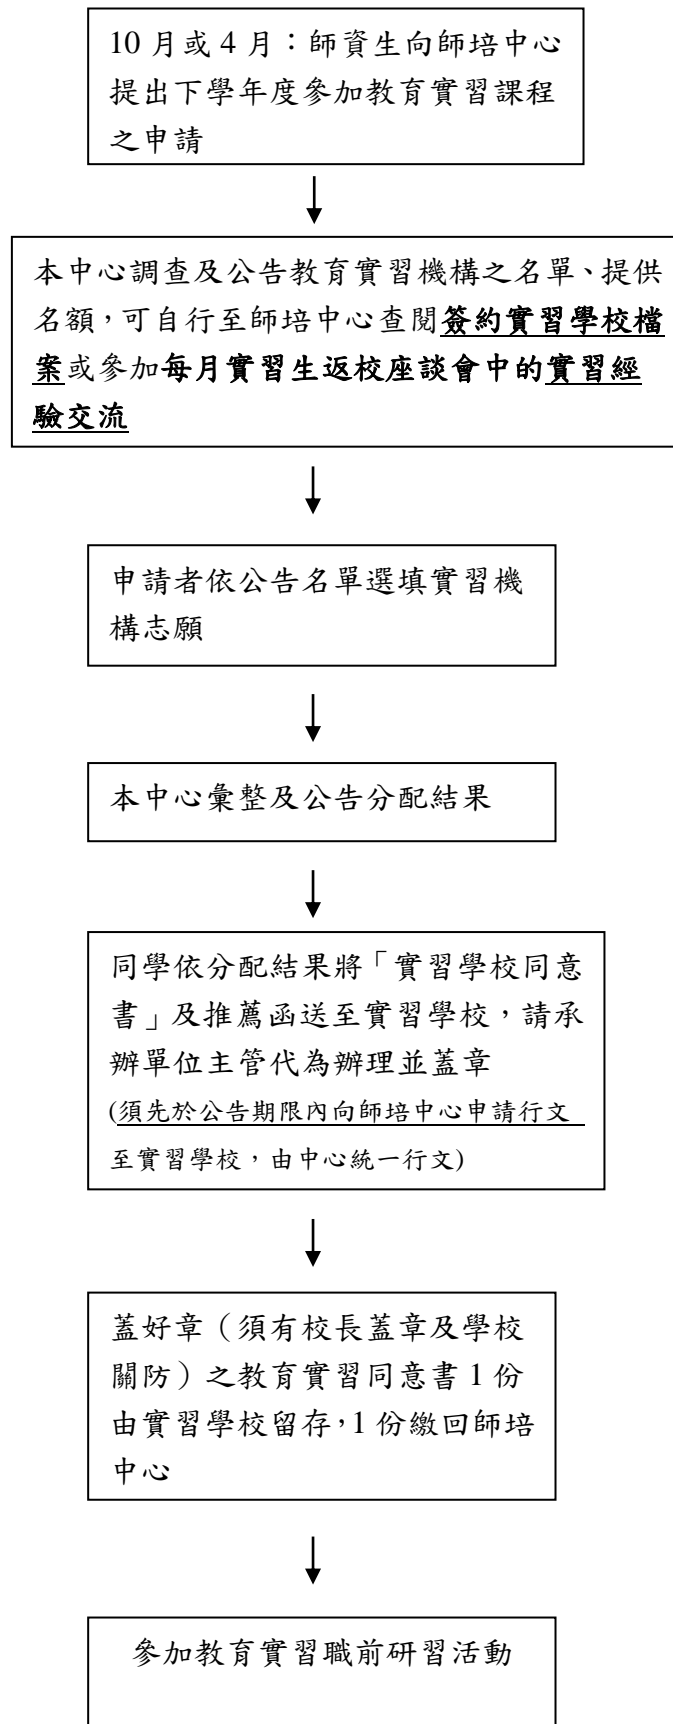 10 月或 4 月：師資生向師培中心
提出下學年度參加教育實習課程
之申請
本中心調查及公告教育實習機構之名單、提供
名額，可自行至師培中心查閱簽約實習學校檔
案或參加每月實習生返校座談會中的實習經
驗交流
申請者依公告名單選填實習機
構志願
本中心彙整及公告分配結果
同學依分配結果將「實習學校同意
書」及推薦函送至實習學校，請承
辦單位主管代為辦理並蓋章
(須先於公告期限內向師培中心申請行文
至實習學校，由中心統一行文)
蓋好章（須有校長蓋章及學校
關防）之教育實習同意書 1 份
由實習學校留存，1 份繳回師培
中心
參加教育實習職前研習活動